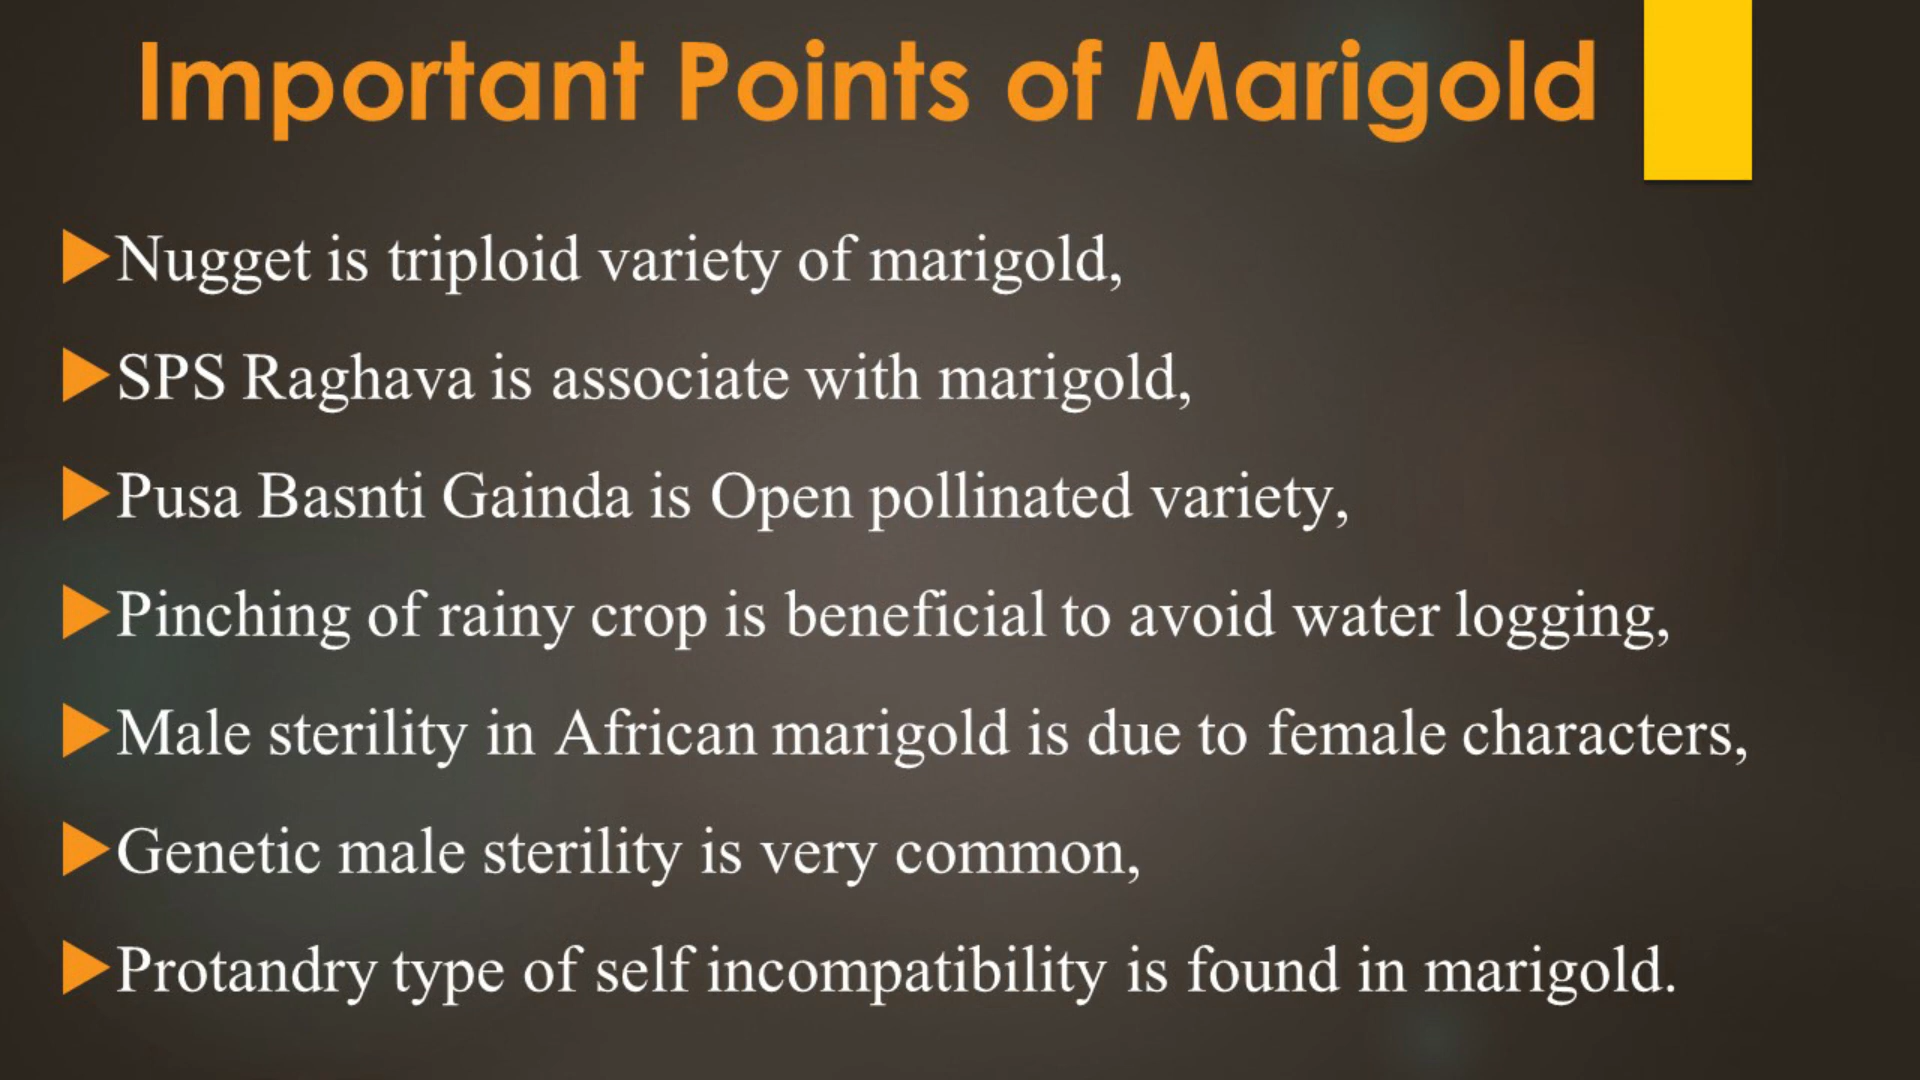 Important Points of Marigold
Nugget is triploid variety of marigold,
SPS Raghava is associate with marigold,
Pusa Basnti Gainda is Open pollinated variety,
Pinching of rainy crop is beneficial to avoid water logging,
Male sterility in African marigold is due to female characters,
Genetic male sterility is very common,
Protandry type of self incompatibility is found in marigold.